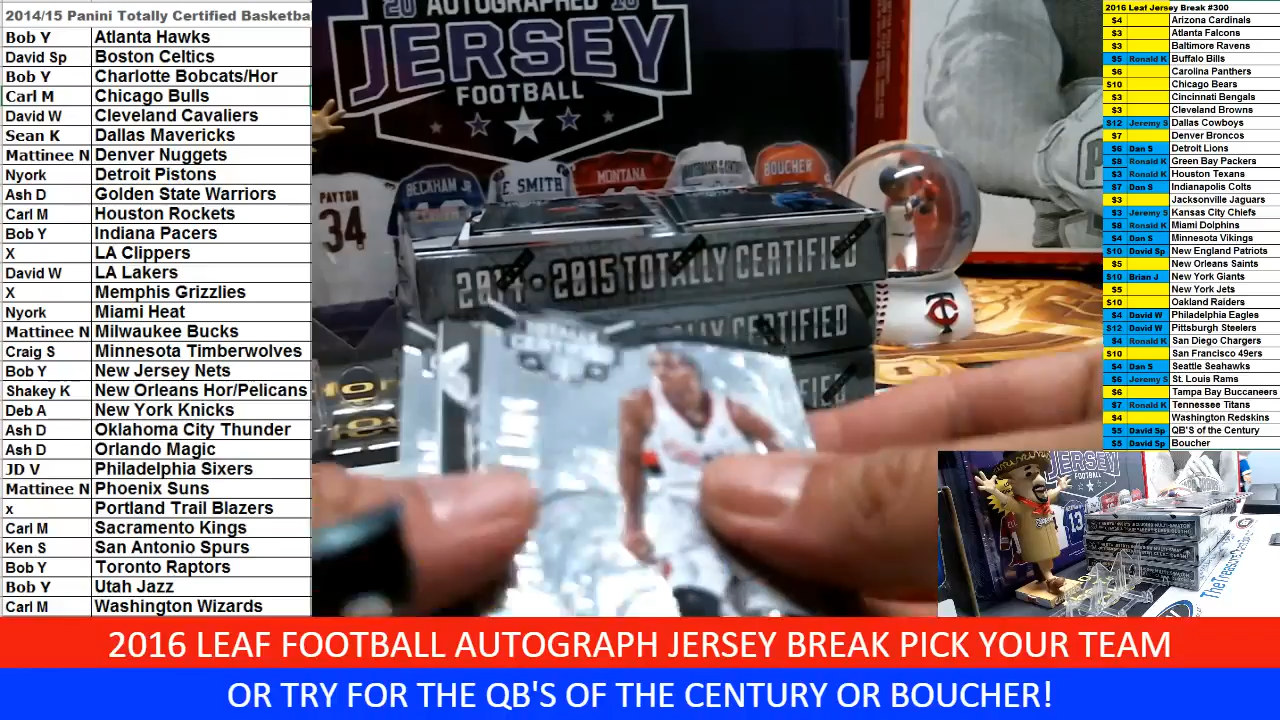 2014/15 Panini Totally Certified Basketba
Bob Y Atlanta Hawks
David Sp Boston Celtics
Bob Y Charlotte Bobcats/Hor
Carl M Chicago Bulls
David W Cleveland Cavaliers
Sean K Dallas Mavericks
Mattinee N Denver Nuggets
Nyork Detroit Pistons
Ash D Golden State Warriors
Carl M Houston Rockets
Bob Y Indiana Pacers
X LA Clippers
David W LA Lakers
X Memphis Grizzlies
Nyork Miami Heat
Mattinee N Milwaukee Bucks
Craig S Minnesota Timberwolves
Bob Y New Jersey Nets
Shakey K New Orleans Hor/Pelicans
Deb A New York Knicks
Ash D Oklahoma City Thunder
Ash D Orlando Magic
JD V Philadelphia Sixers
Mattinee N Phoenix Suns
x Portland Trail Blazers
Carl M Sacramento Kings
Ken S San Antonio Spurs
Bob Y Toronto Raptors
Bob Y Utah Jazz
Carl M Washington Wizards
20 AUTOGRAPHED 16
JERSEY
FOOTBALL
PAYTON
34
BECKHAM JR
E. SMITH
MONTANA
BOUCHER
2014-2015 TOTALLY CERTIFIED
CERTIFIED
TC
2016 Leaf Jersey Break #300
$4 Arizona Cardinals
$3 Atlanta Falcons
$3 Baltimore Ravens
$5 Ronald K Buffalo Bills
$6 Carolina Panthers
$10 Chicago Bears
$3 Cincinnati Bengals
$3 Cleveland Browns
$12 Jeremy S Dallas Cowboys
$7 Denver Broncos
$6 Dan S Detroit Lions
$8 Ronald K Green Bay Packers
$3 Ronald K Houston Texans
$7 Dan S Indianapolis Colts
$3 Jacksonville Jaguars
$3 Jeremy S Kansas City Chiefs
$8 Ronald K Miami Dolphins
$4 Dan S Minnesota Vikings
$10 David Sp New England Patriots
$5 New Orleans Saints
$10 Brian J New York Giants
$5 New York Jets
$10 Oakland Raiders
$4 David W Philadelphia Eagles
$12 David W Pittsburgh Steelers
$4 Ronald K San Diego Chargers
$10 San Francisco 49ers
$4 Dan S Seattle Seahawks
$6 Jeremy S St. Louis Rams
$6 Tampa Bay Buccaneers
$7 Ronald K Tennessee Titans
$4 Washington Redskins
$5 David Sp QB'S of the Century
$5 David Sp Boucher
JERSEY
FOOTBALL
13
2016 LEAF FOOTBALL AUTOGRAPH JERSEY BREAK PICK YOUR TEAM
OR TRY FOR THE QB'S OF THE CENTURY OR BOUCHER!